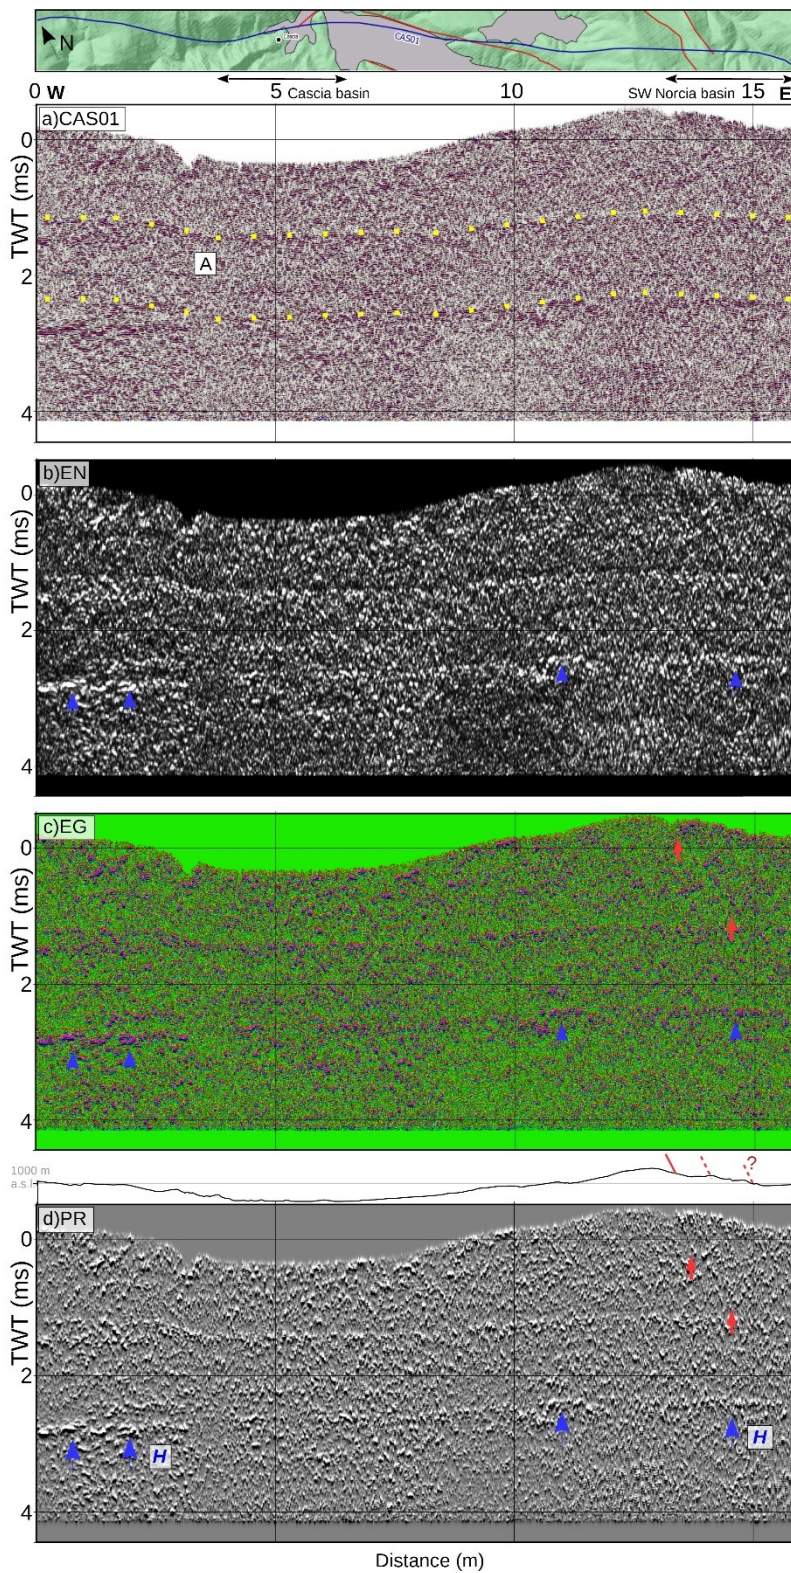 N
Cascia
CAS01
0 W 5 Cascia basin 10 SW Norcia basin 15 E
a)CAS01
0
TWT (ms)
A
2
4
b)EN
0
TWT (ms)
2
4
c)EG
0
TWT (ms)
2
4
1000 m
a.s.l
?
d)PR
0
TWT (ms)
2
H
H
4
Distance (m)